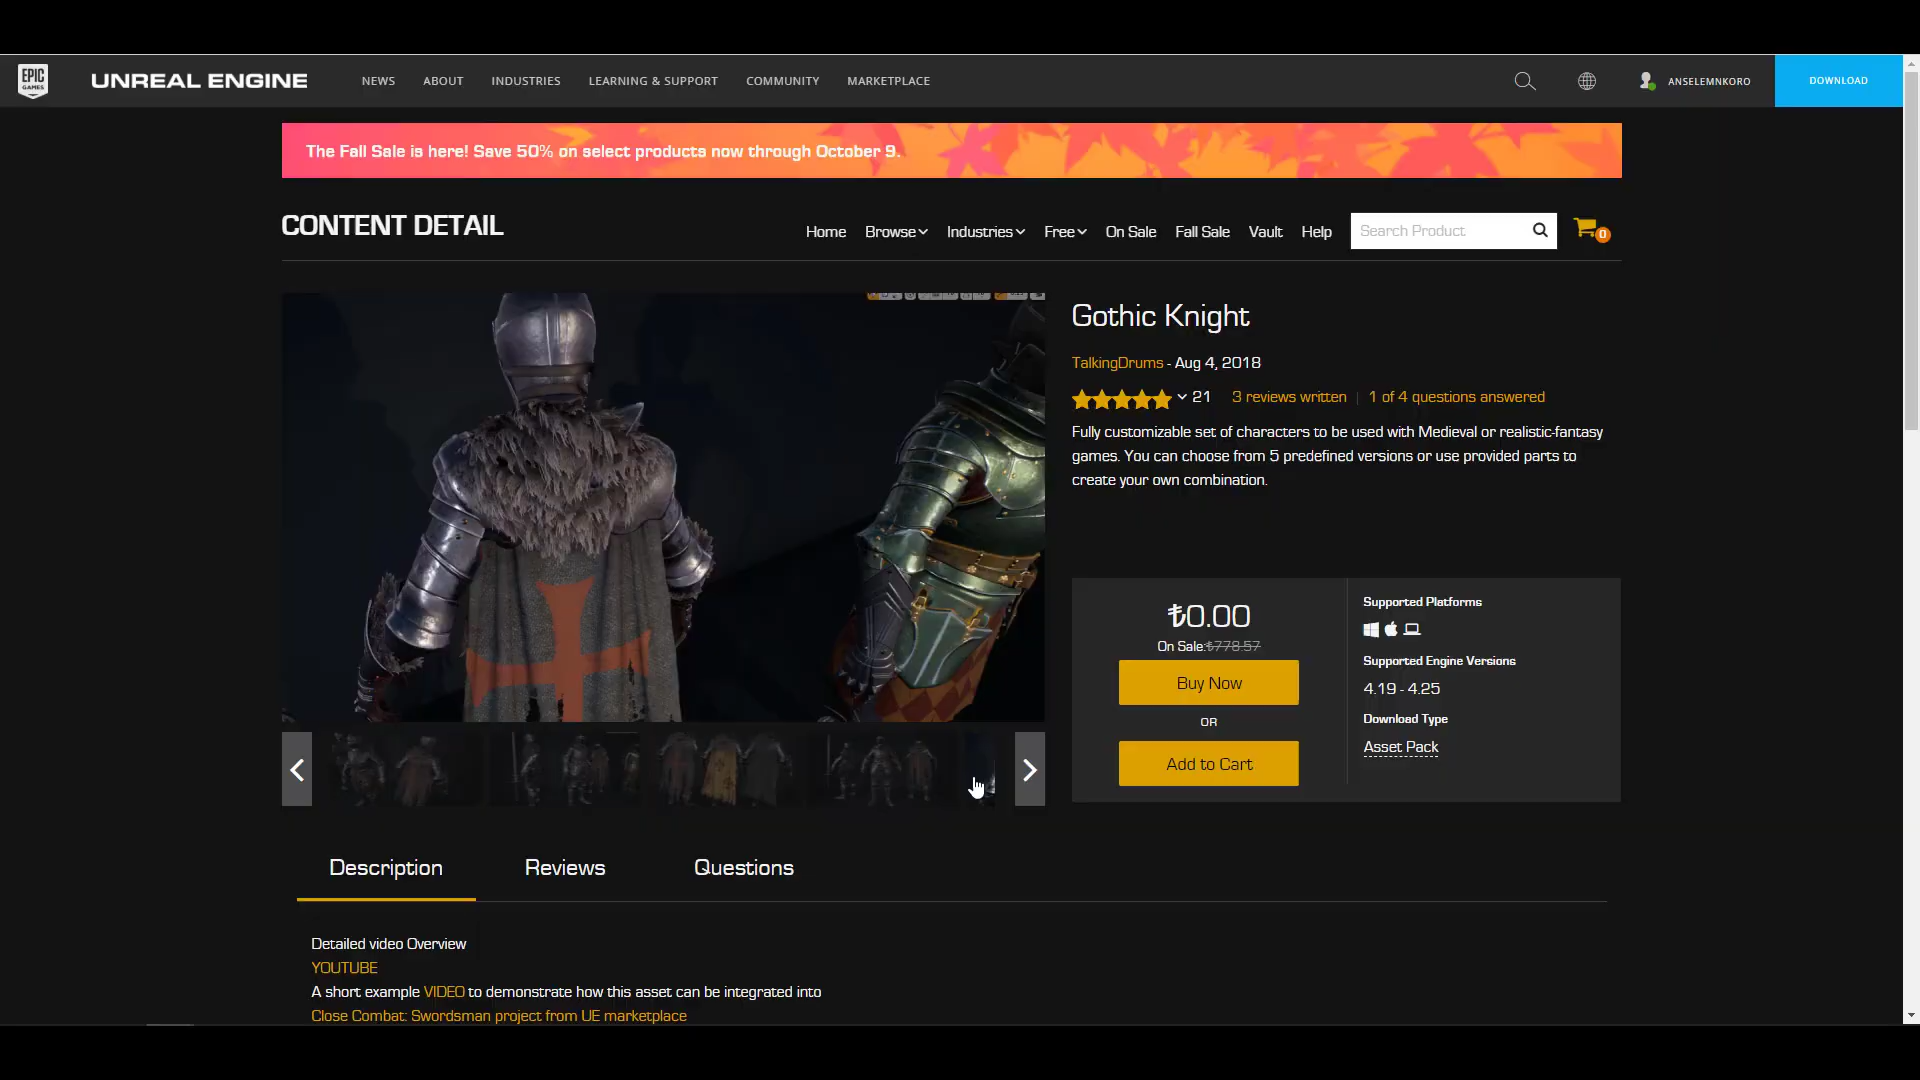 EPIC
GAMES
UNREAL ENGINE
NEWS
ABOUT
INDUSTRIES
LEARNING & SUPPORT
COMMUNITY
MARKETPLACE
ANSELEMNKORO
DOWNLOAD
The Fall Sale is here! Save 50% on select products now through October 9.
CONTENT DETAIL
Home
Browse
Industries
Free
On Sale
Fall Sale
Vault
Help
Search Product
0
Gothic Knight
TalkingDrums - Aug 4, 2018
21
3 reviews written | 1 of 4 questions answered
Fully customizable set of characters to be used with Medieval or realistic-fantasy
games. You can choose from 5 predefined versions or use provided parts to
create your own combination.
₺0.00
On Sale:₺778.57
Buy Now
OR
Add to Cart
Supported Platforms
Supported Engine Versions
4.19 - 4.25
Download Type
Asset Pack
Description
Reviews
Questions
Detailed video Overview
YOUTUBE
A short example VIDEO to demonstrate how this asset can be integrated into
Close Combat: Swordsman project from UE marketplace